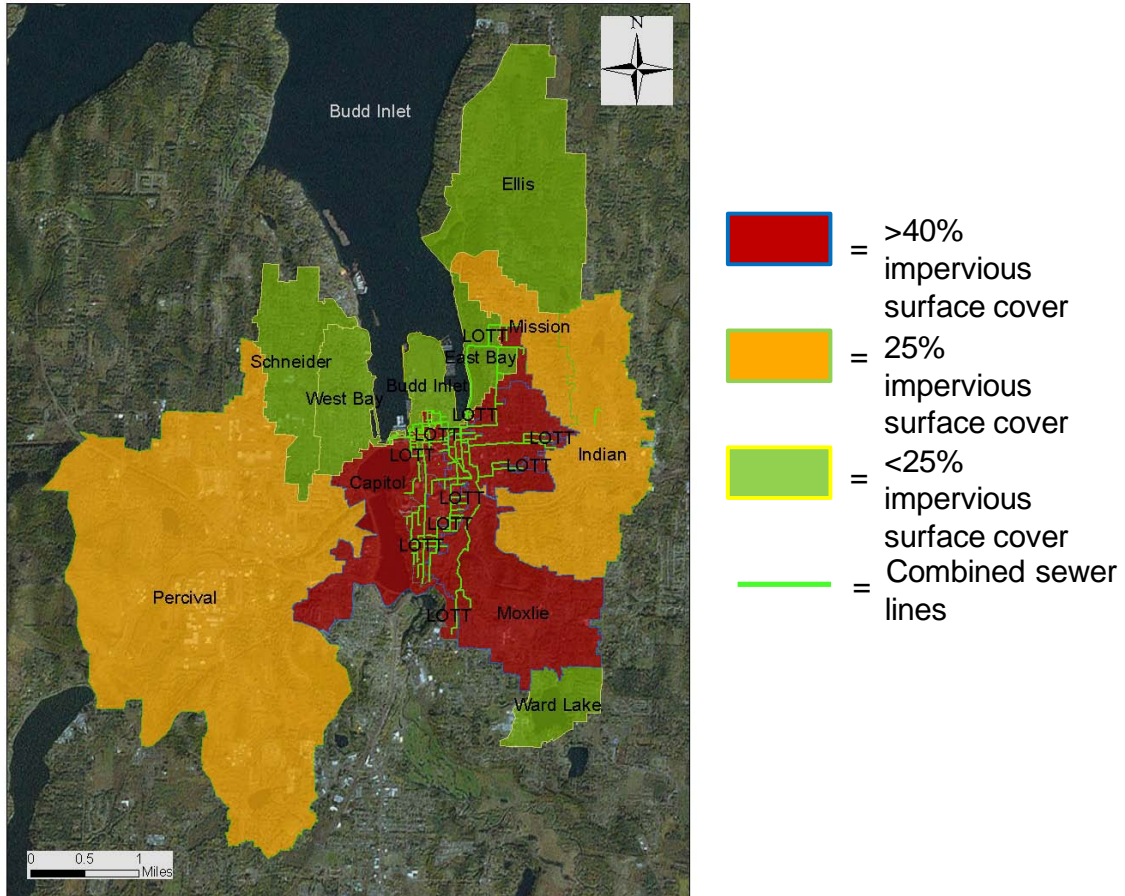 N
Budd Inlet
Ellis
Mission
LOTT
East Bay
Schneider
West Bay
Budd Inlet
LOTT
LOTT
LOTT
LOTT
Indian
LOTT
Capitol
LOTT
LOTT
LOTT
Percival
Moxlie
LOTT
Ward Lake
0 0.5 1
Miles
= >40%
impervious
surface cover
= 25%
impervious
surface cover
= <25%
impervious
surface cover
= Combined sewer
lines